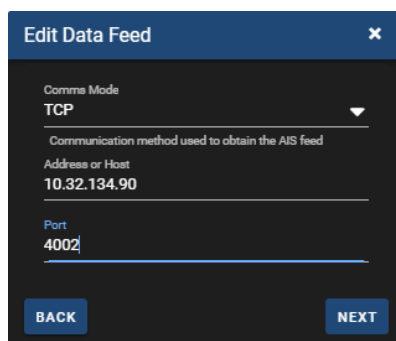 Edit Data Feed ×
Comms Mode
TCP
Communication method used to obtain the AIS feed
Address or Host
10.32.134.90
Port
4002
BACK NEXT